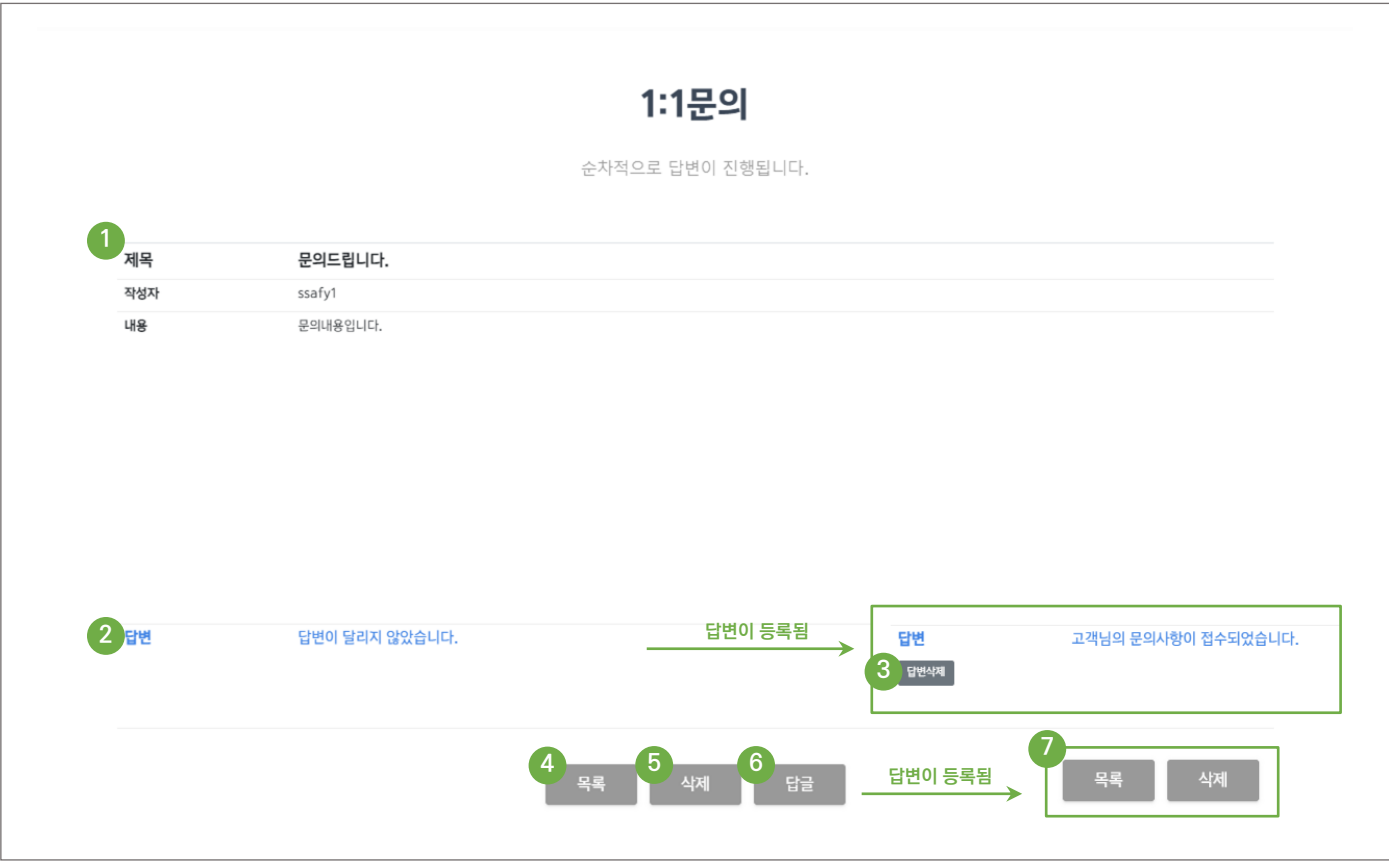 1:1문의
순차적으로 답변이 진행됩니다.
1
제목 문의드립니다.
작성자 ssafy1
내용 문의내용입니다.
2 답변 답변이 달리지 않았습니다. 답변이 등록됨 답변 고객님의 문의사항이 접수되었습니다.
3 답변삭제
4 목록 5 삭제 6 답글 답변이 등록됨 7 목록 삭제